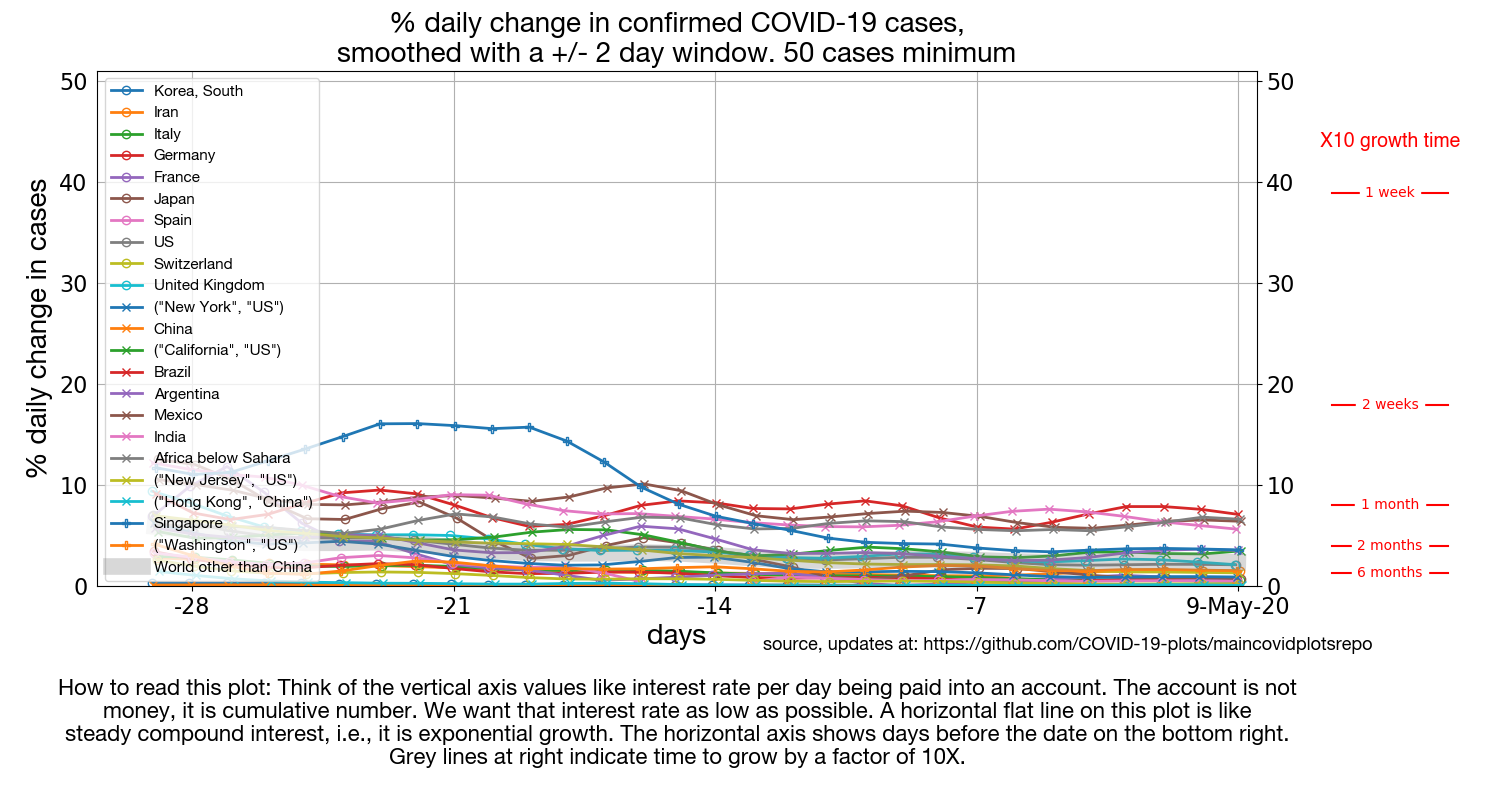 % daily change in confirmed COVID-19 cases,
smoothed with a +/- 2 day window. 50 cases minimum
% daily change in cases
50
40
30
20
10
0
Korea, South
Iran
Italy
Germany
France
Japan
Spain
US
Switzerland
United Kingdom
("New York", "US")
China
("California", "US")
Brazil
Argentina
Mexico
India
Africa below Sahara
("New Jersey", "US")
("Hong Kong", "China")
Singapore
("Washington", "US")
World other than China
50
40
30
20
10
0
X10 growth time
1 week
2 weeks
1 month
2 months
6 months
-28
-21
-14
-7
9-May-20
days
source, updates at: https://github.com/COVID-19-plots/maincovidplotsrepo
How to read this plot: Think of the vertical axis values like interest rate per day being paid into an account. The account is not
money, it is cumulative number. We want that interest rate as low as possible. A horizontal flat line on this plot is like
steady compound interest, i.e., it is exponential growth. The horizontal axis shows days before the date on the bottom right.
Grey lines at right indicate time to grow by a factor of 10X.